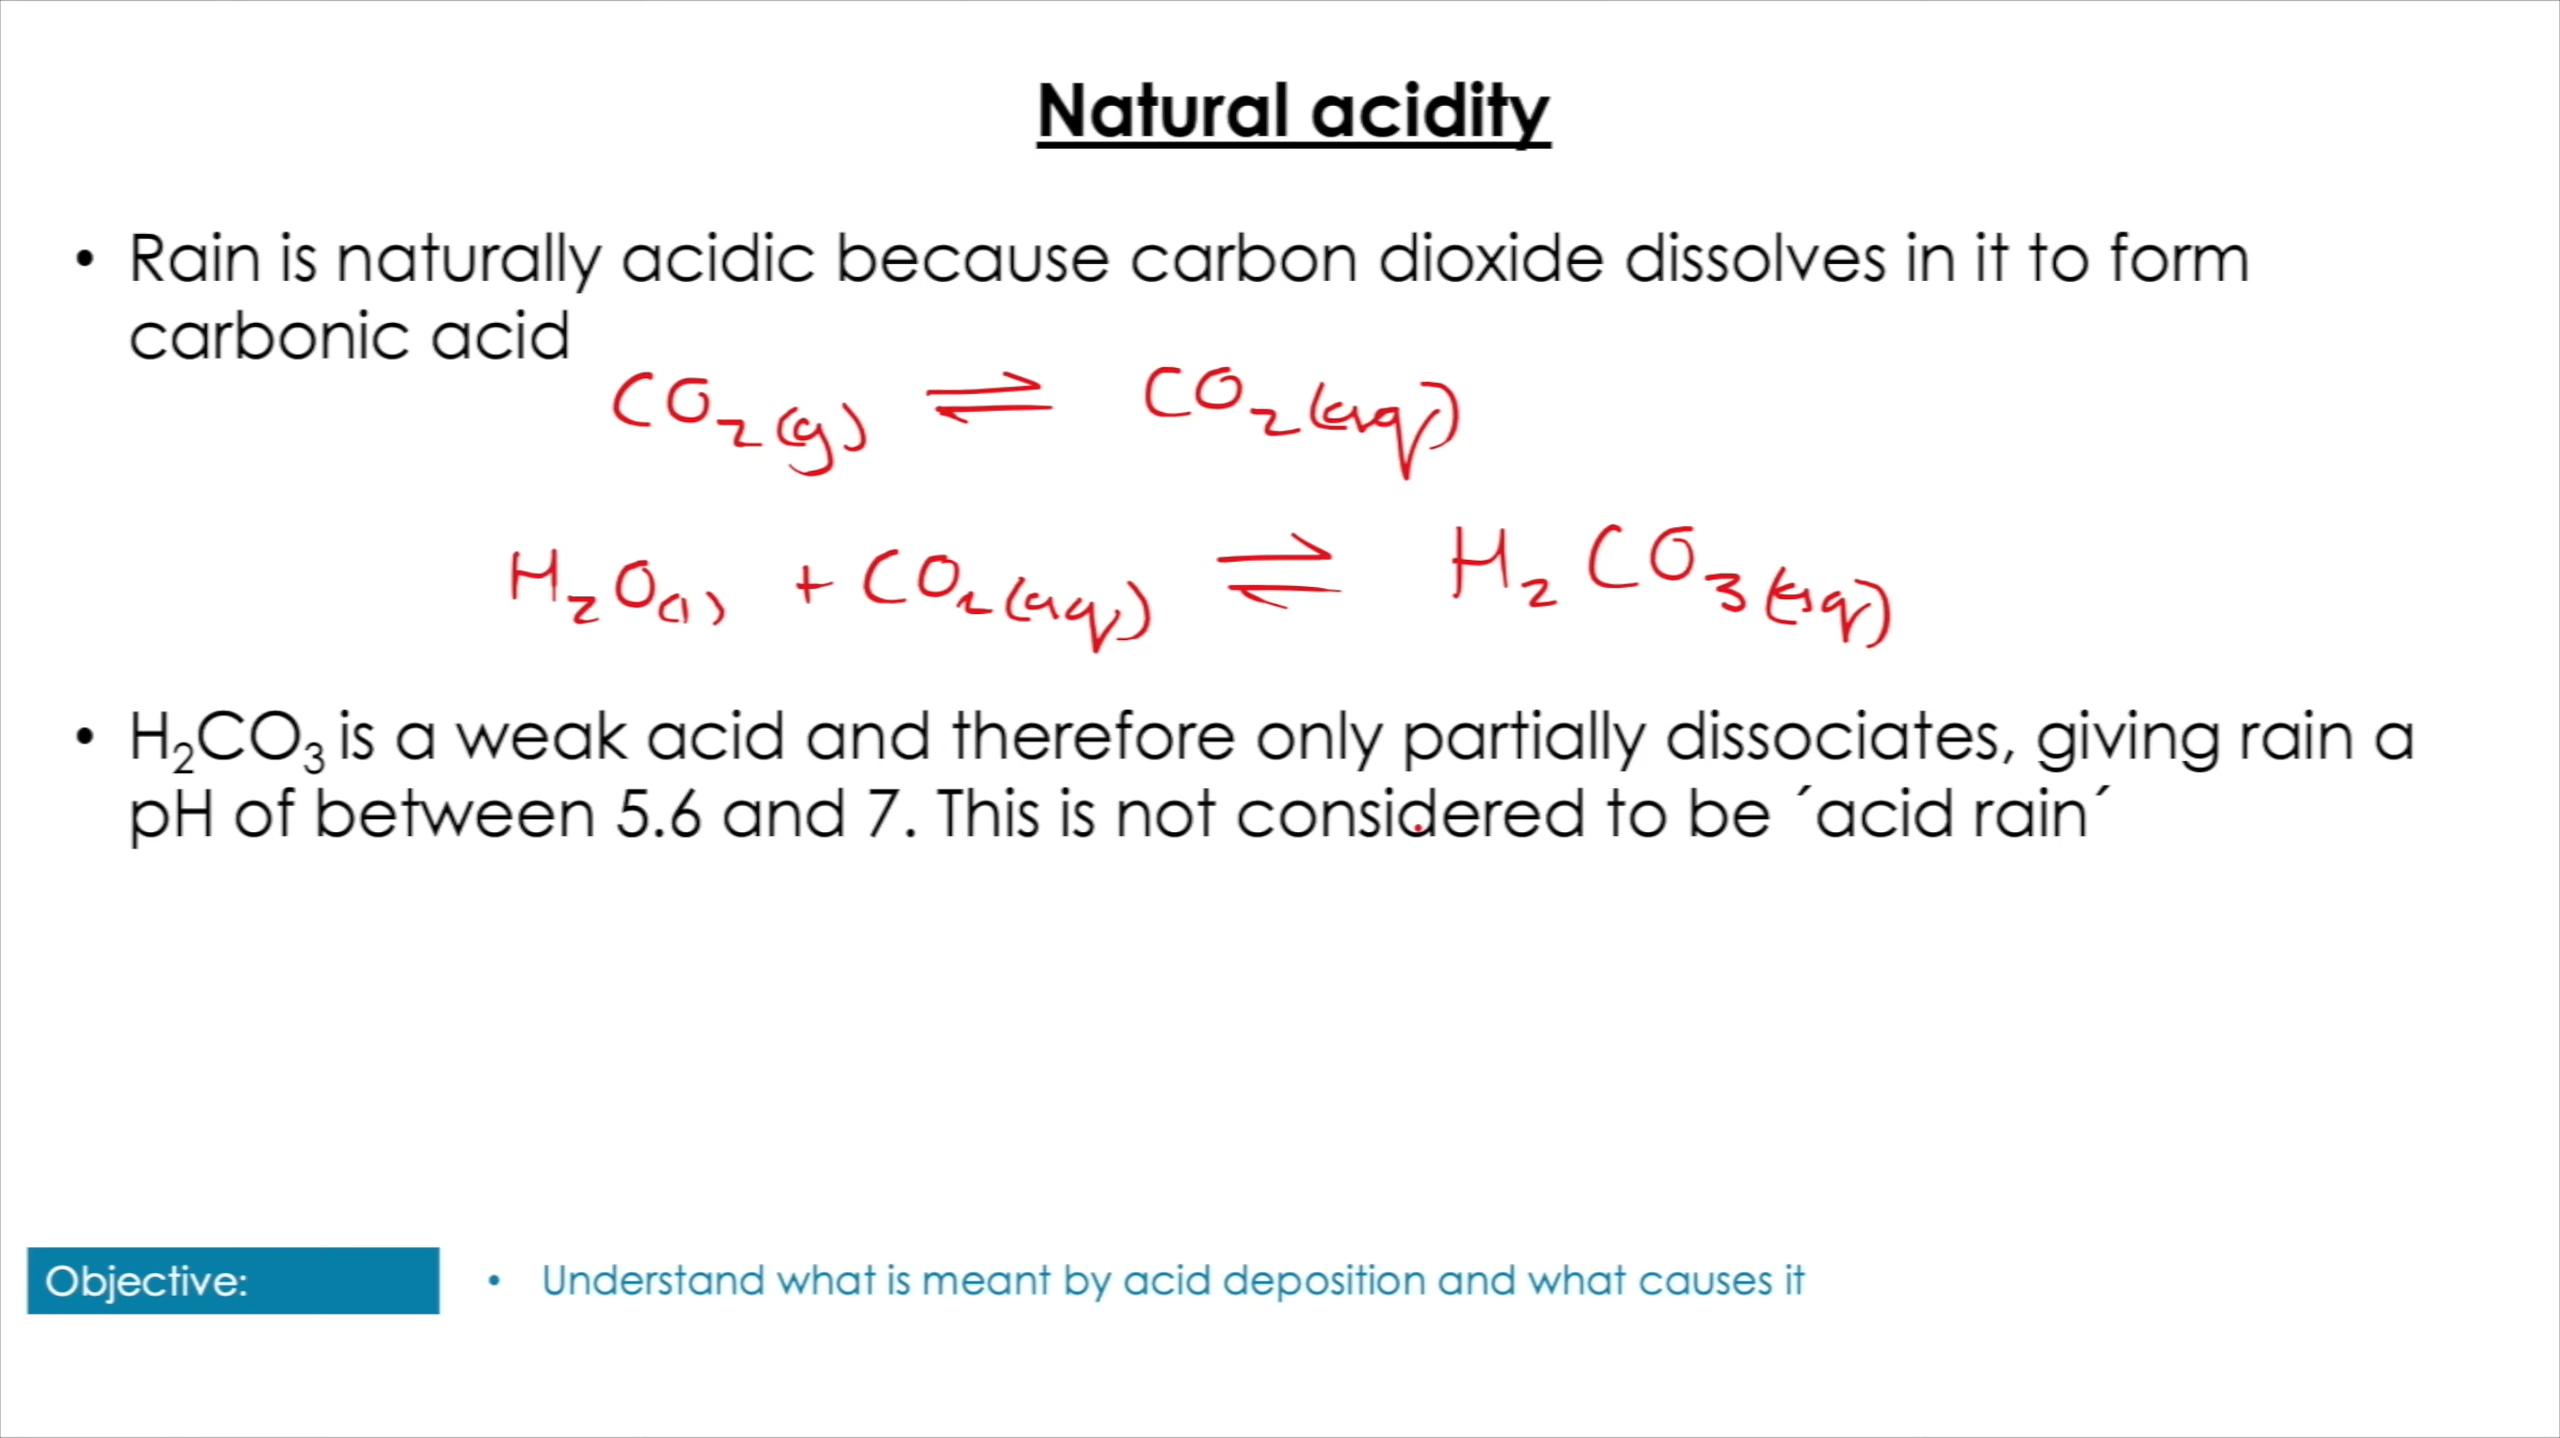 Natural acidity
• Rain is naturally acidic because carbon dioxide dissolves in it to form
carbonic acid
CO₂(g) ⇌ CO₂(aq)
H₂O(l) + CO₂(aq) ⇌ H₂CO₃(aq)
• H₂CO₃ is a weak acid and therefore only partially dissociates, giving rain a
pH of between 5.6 and 7. This is not considered to be ´acid rain´
Objective:
• Understand what is meant by acid deposition and what causes it